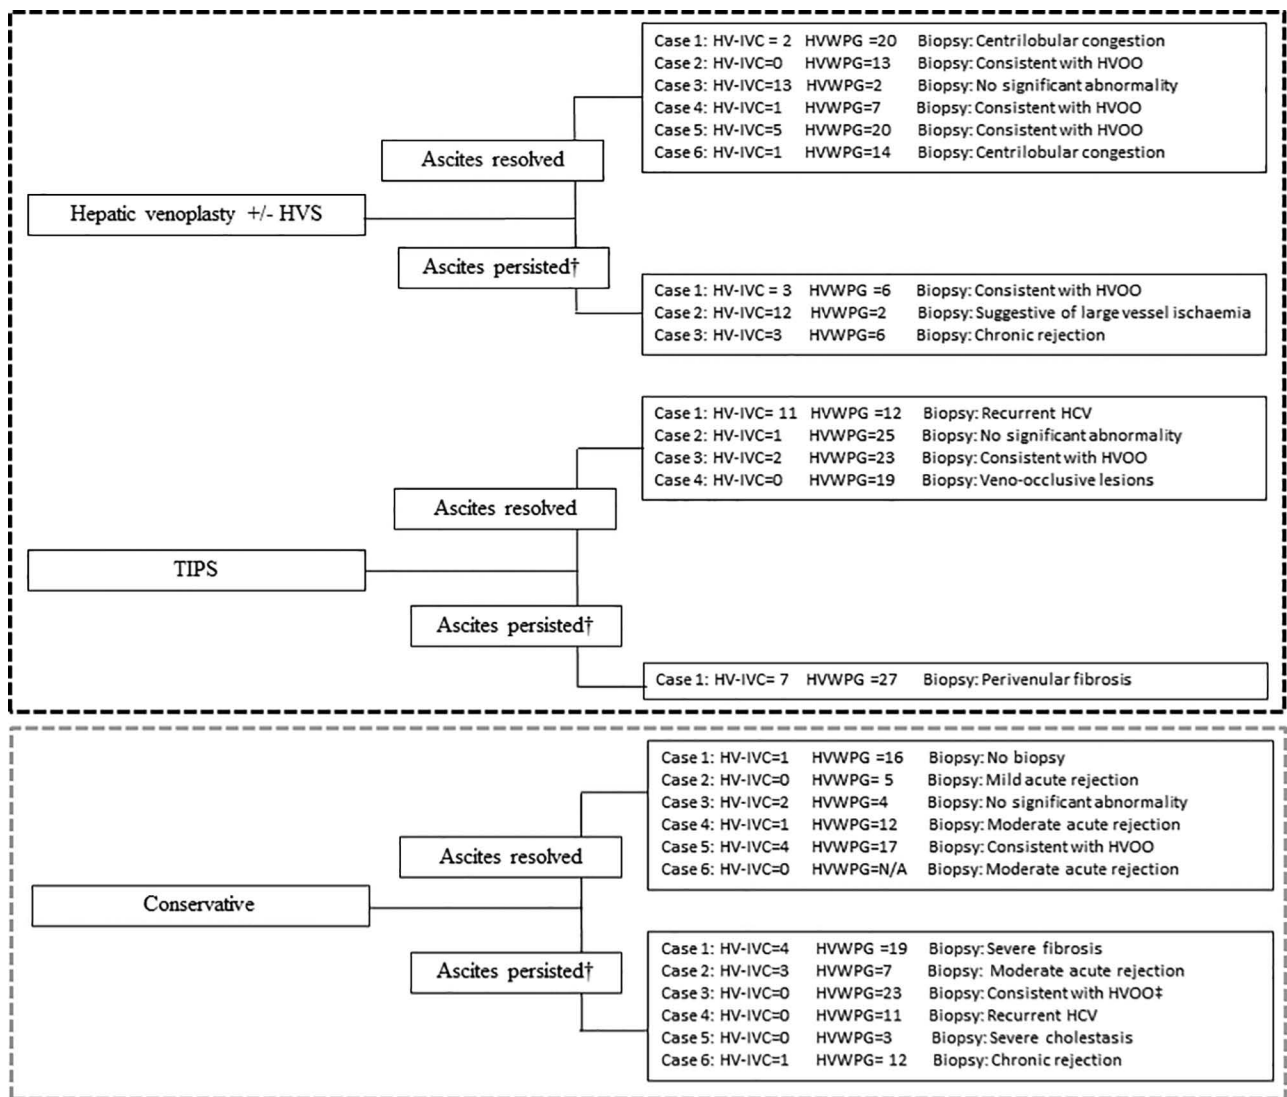 Case 1: HV-IVC = 2 HVWPG =20 Biopsy: Centrilobular congestion
Case 2: HV-IVC=0 HVWPG=13 Biopsy: Consistent with HVOO
Case 3: HV-IVC=13 HVWPG=2 Biopsy: No significant abnormality
Case 4: HV-IVC=1 HVWPG=7 Biopsy: Consistent with HVOO
Case 5: HV-IVC=5 HVWPG=20 Biopsy: Consistent with HVOO
Case 6: HV-IVC=1 HVWPG=14 Biopsy: Centrilobular congestion
Ascites resolved
Hepatic venoplasty +/- HVS
Ascites persisted†
Case 1: HV-IVC = 3 HVWPG =6 Biopsy: Consistent with HVOO
Case 2: HV-IVC=12 HVWPG=2 Biopsy: Suggestive of large vessel ischaemia
Case 3: HV-IVC=3 HVWPG=6 Biopsy: Chronic rejection
Case 1: HV-IVC= 11 HVWPG =12 Biopsy: Recurrent HCV
Case 2: HV-IVC=1 HVWPG=25 Biopsy: No significant abnormality
Case 3: HV-IVC=2 HVWPG=23 Biopsy: Consistent with HVOO
Case 4: HV-IVC=0 HVWPG=19 Biopsy: Veno-occlusive lesions
Ascites resolved
TIPS
Ascites persisted†
Case 1: HV-IVC= 7 HVWPG =27 Biopsy: Perivenular fibrosis
Case 1: HV-IVC=1 HVWPG =16 Biopsy: No biopsy
Case 2: HV-IVC=0 HVWPG= 5 Biopsy: Mild acute rejection
Case 3: HV-IVC=2 HVWPG=4 Biopsy: No significant abnormality
Case 4: HV-IVC=1 HVWPG=12 Biopsy: Moderate acute rejection
Case 5: HV-IVC=4 HVWPG=17 Biopsy: Consistent with HVOO
Case 6: HV-IVC=0 HVWPG=N/A Biopsy: Moderate acute rejection
Ascites resolved
Conservative
Ascites persisted†
Case 1: HV-IVC=4 HVWPG =19 Biopsy: Severe fibrosis
Case 2: HV-IVC=3 HVWPG=7 Biopsy: Moderate acute rejection
Case 3: HV-IVC=0 HVWPG=23 Biopsy: Consistent with HVOO‡
Case 4: HV-IVC=0 HVWPG=11 Biopsy: Recurrent HCV
Case 5: HV-IVC=0 HVWPG=3 Biopsy: Severe cholestasis
Case 6: HV-IVC=1 HVWPG= 12 Biopsy: Chronic rejection